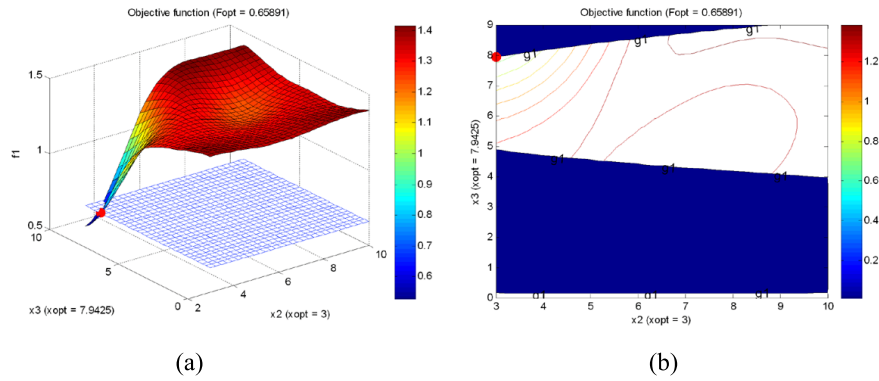 Objective function (Fopt = 0.65891)
1.5
1
0.5
f1
10
5
0
x3 (xopt = 7.9425)
2
4
6
8
10
x2 (xopt = 3)
1.4
1.3
1.2
1.1
1
0.9
0.8
0.7
0.6
(a)
Objective function (Fopt = 0.65891)
9
8
7
6
5
4
3
2
1
0
x3 (xopt = 7.9425)
g1
g1
g1
g1
g1
g1
g1
g1
g1
3
4
5
6
7
8
9
10
x2 (xopt = 3)
1.2
1
0.8
0.6
0.4
0.2
(b)